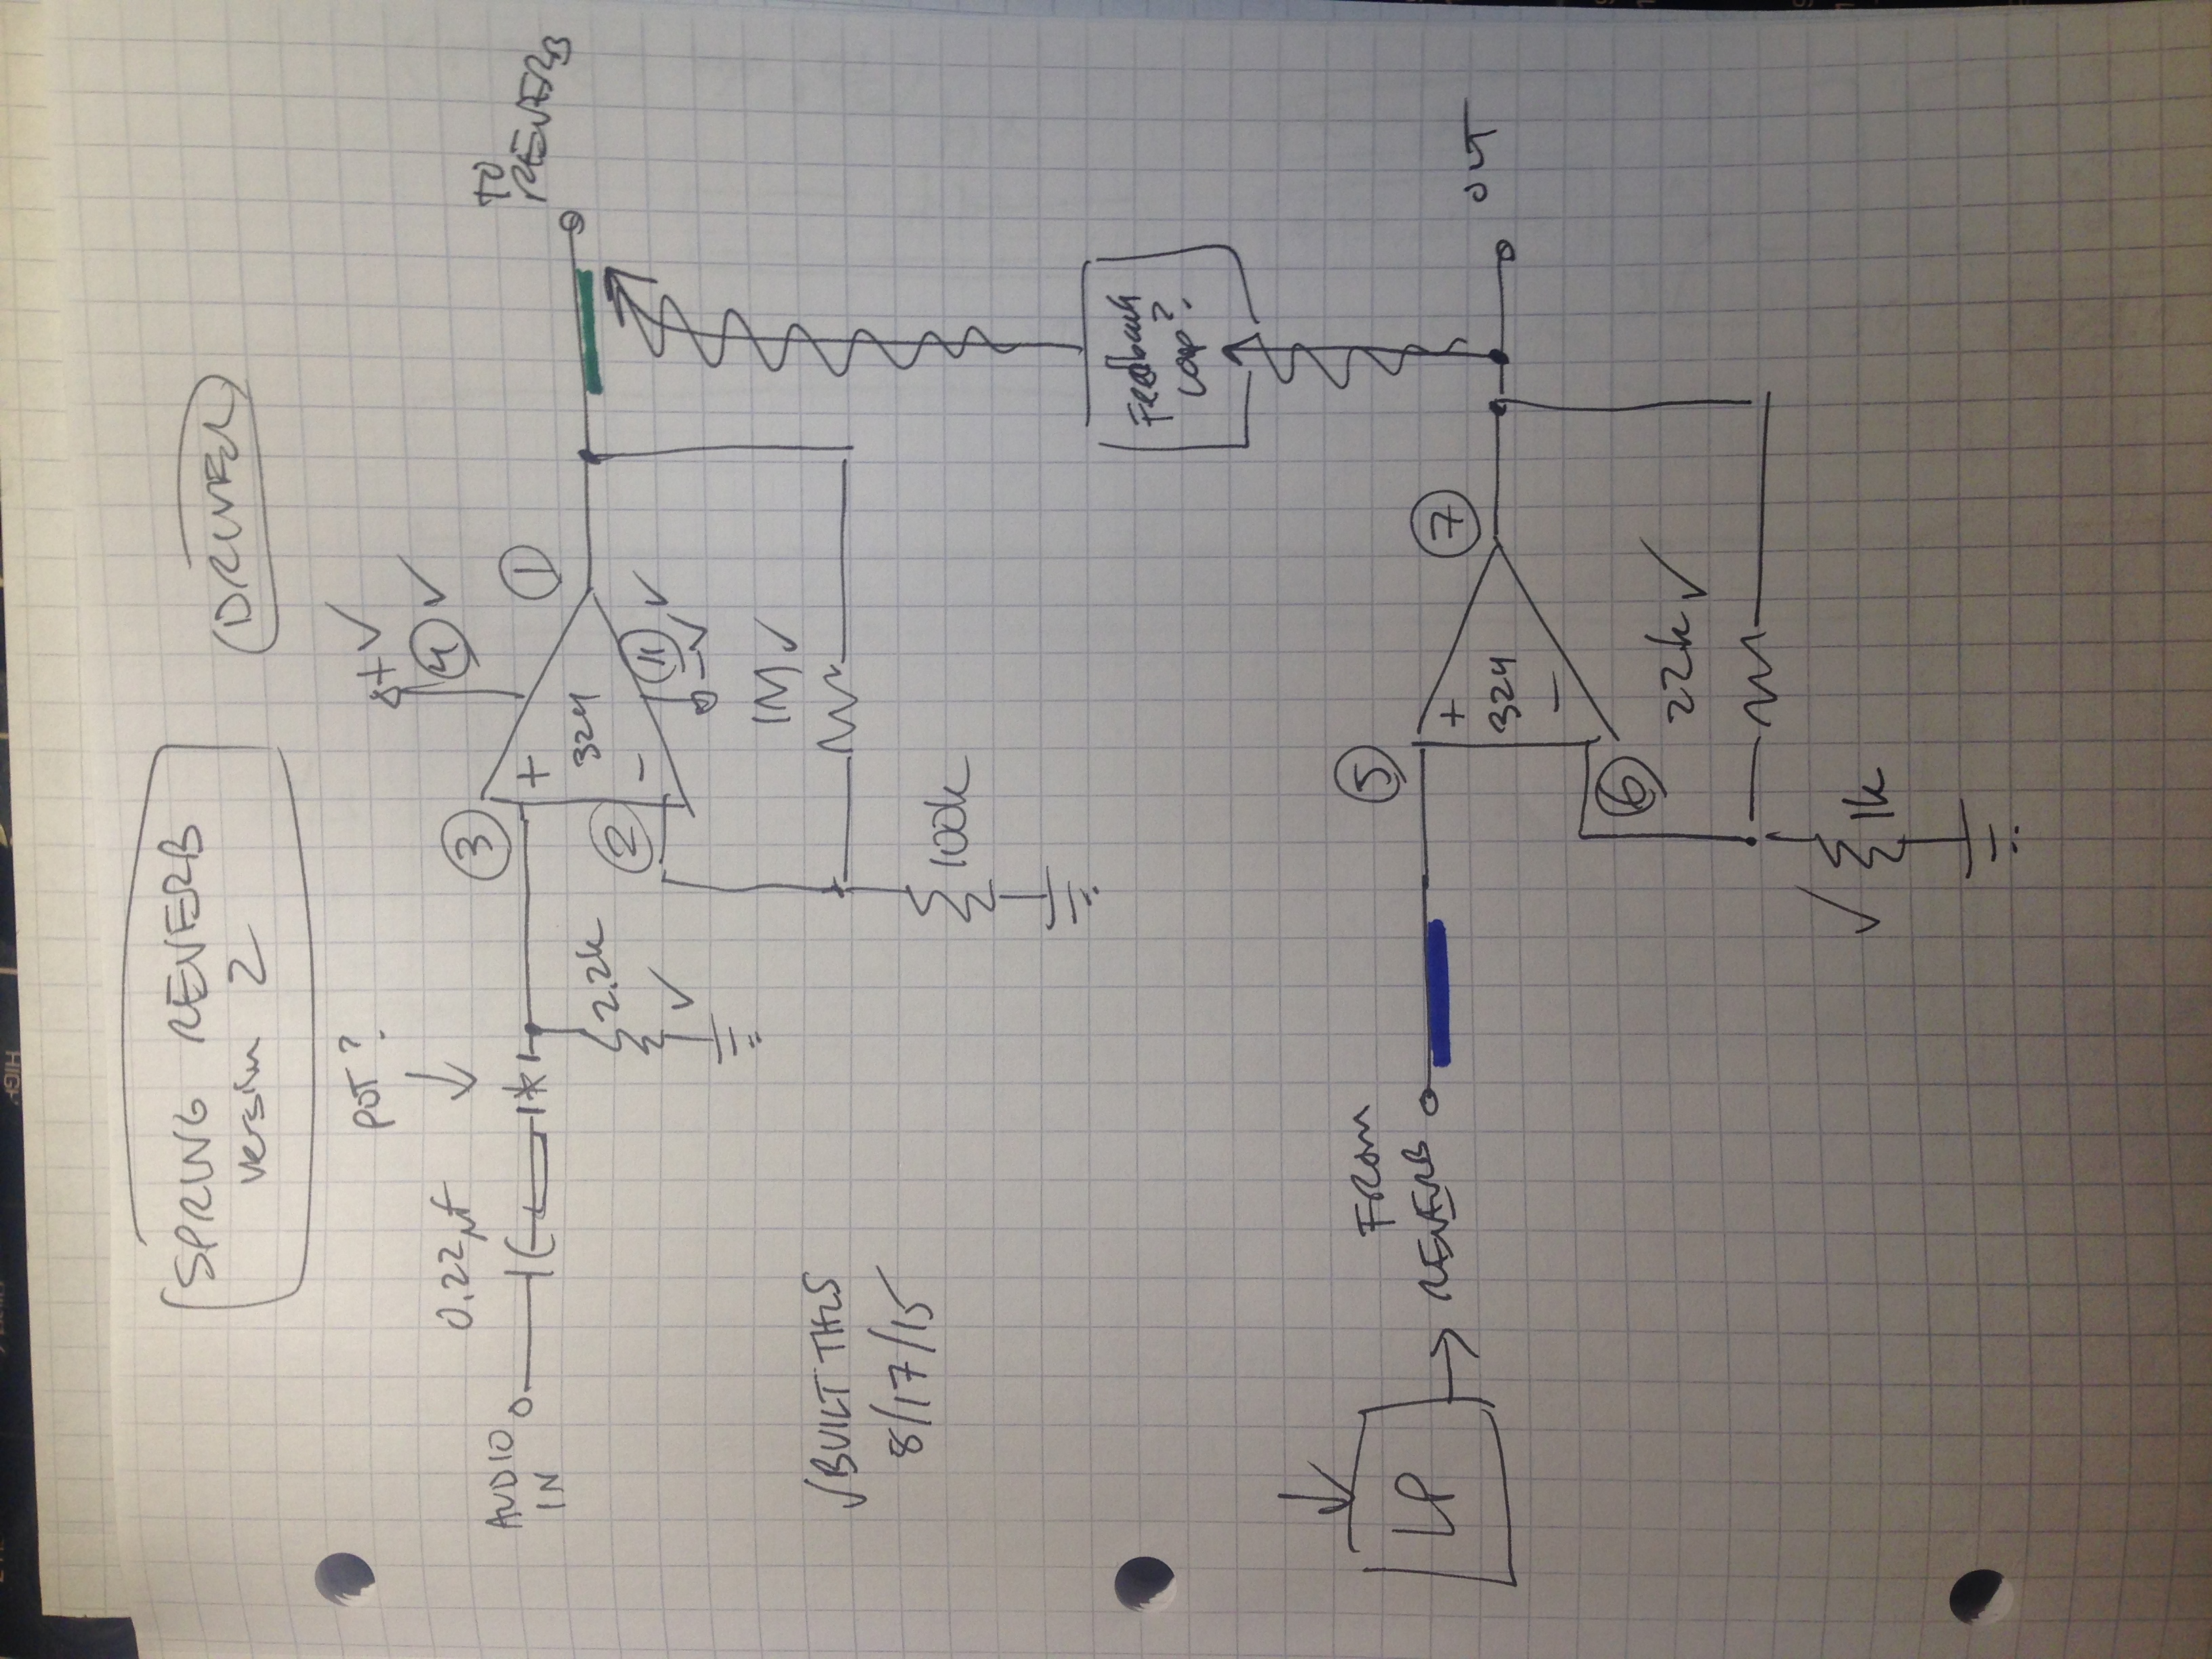 HIGH
SPRING REVERB
version 2
DRIVER
POT?
+
4
0.22µf
3
1
AUDIO
IN
TO
REVERB
+
324
2.2k
2
-
11
-
1M
BUILT THIS
8/17/15
100k
Feedback
Loop?
FROM
REVERB
LP
5
7
+
OUT
324
-
6
22k
1k